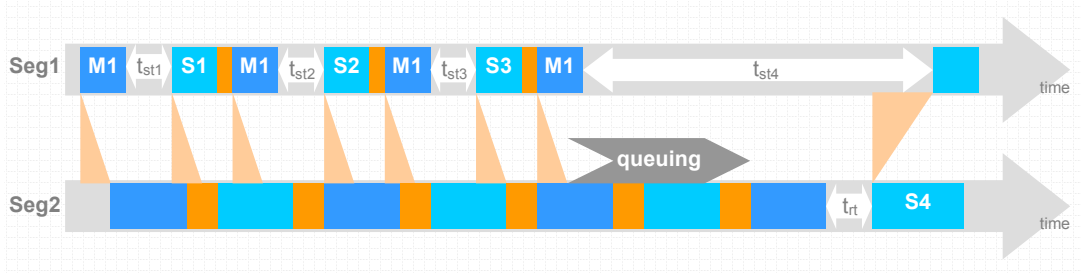 Seg1 M1 tst1 S1 M1 tst2 S2 M1 tst3 S3 M1 tst4 time
queuing
Seg2 trt S4 time